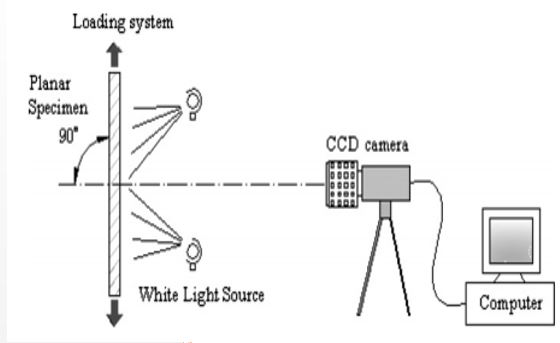 Loading system
Planar
Specimen
90°
CCD camera
White Light Source
Computer